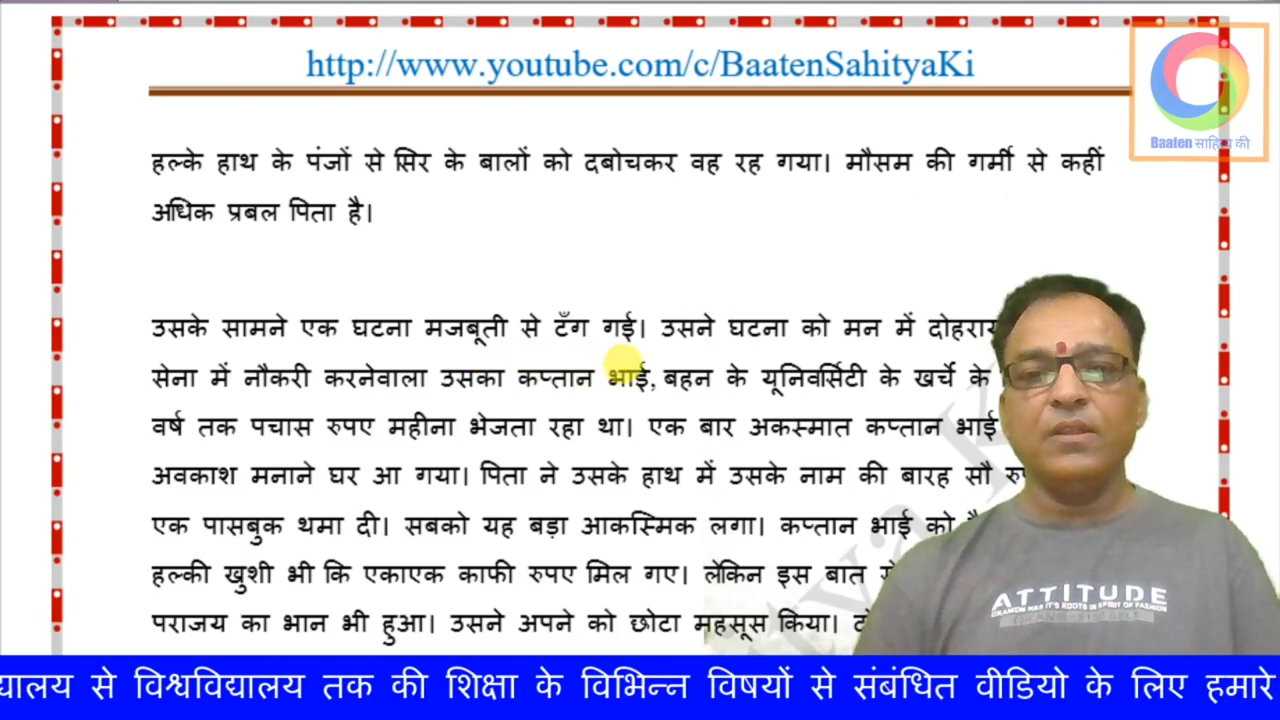 http://www.youtube.com/c/BaatenSahityaKi
Baaten साहित्य की
हल्के हाथ के पंजों से सिर के बालों को दबोचकर वह रह गया। मौसम की गर्मी से कहीं
अधिक प्रबल पिता है।
उसके सामने एक घटना मजबूती से टँग गई। उसने घटना को मन में
सेना में नौकरी करनेवाला उसका कप्तान भाई, बहन के यूनिवर्सिटी के खर्चे के
वर्ष तक पचास रुपए महीना भेजता रहा था। एक बार अकस्मात कप्तान भाई
अवकाश मनाने घर आ गया। पिता ने उसके हाथ में उसके नाम की बारह सौ
एक पासबुक थमा दी। सबको यह बड़ा आकस्मिक लगा। कप्तान भाई को
हल्की खुशी भी कि एकाएक काफी रुपए मिल गए। लेकिन इस बात
पराजय का भान भी हुआ। उसने अपने को छोटा महसूस किया।
ATTITUDE
से विश्वविद्यालय तक की शिक्षा के विभिन्न विषयों से संबंधित वीडियो के लिए हमारे